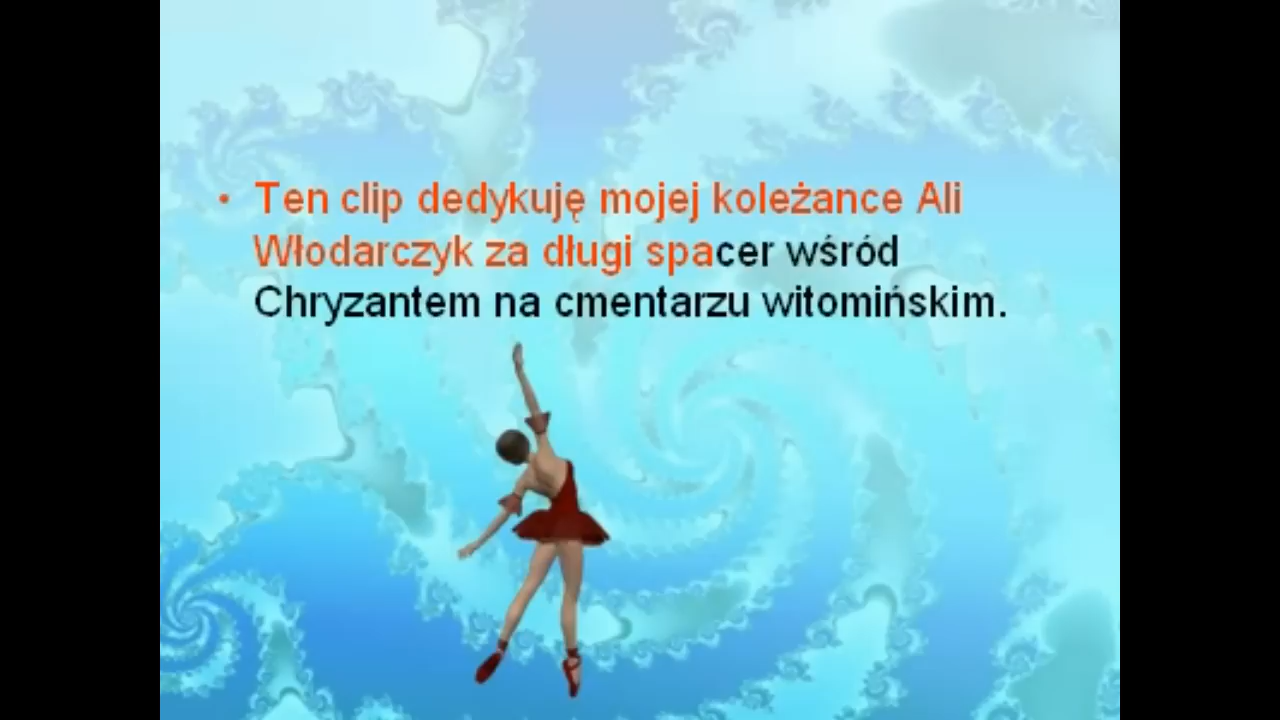 • Ten clip dedykuję mojej koleżance Ali
Włodarczyk za długi spacer wśród
Chryzantem na cmentarzu witomińskim.